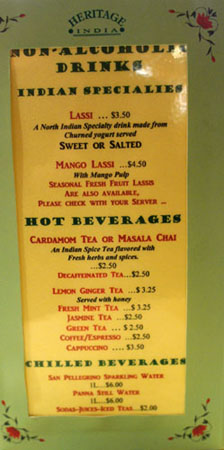 HERITAGE
INDIA
NON-ALCOHOLIC
DRINKS
INDIAN SPECIALIES
LASSI ...$3.50
A North Indian Specialty drink made from
Churned yogurt served
SWEET OR SALTED
MANGO LASSI ...$4.50
With Mango Pulp
SEASONAL FRESH FRUIT LASSIS
ARE ALSO AVAILABLE,
PLEASE CHECK WITH YOUR SERVER ...
HOT BEVERAGES
CARDAMOM TEA OR MASALA CHAI
An Indian Spice Tea flavored with
Fresh herbs and spices.
...$2.50
DECAFFEINATED TEA...$2.50
LEMON GINGER TEA ...$3.25
Served with honey
FRESH MINT TEA ...$3.25
JASMINE TEA ...$2.50
GREEN TEA ... $2.50
COFFEE/ESPRESSO ...$2.50
CAPPUCCINO .... $3.50
CHILLED BEVERAGES
SAN PELLEGRINO SPARKLING WATER
1L....$6.00
PANNA STILL WATER
1L....$6.00
SODAS-JUICES-ICED TEAS...$2.00